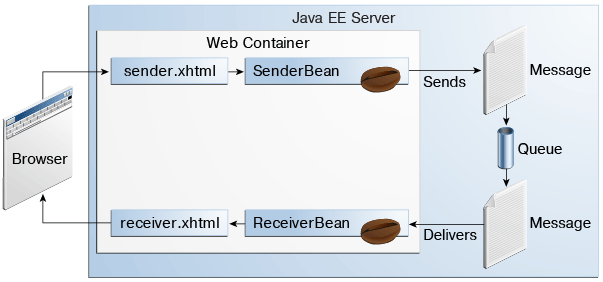 Java EE Server
Web Container
sender.xhtml
SenderBean
Sends
Message
Browser
Queue
receiver.xhtml
ReceiverBean
Delivers
Message